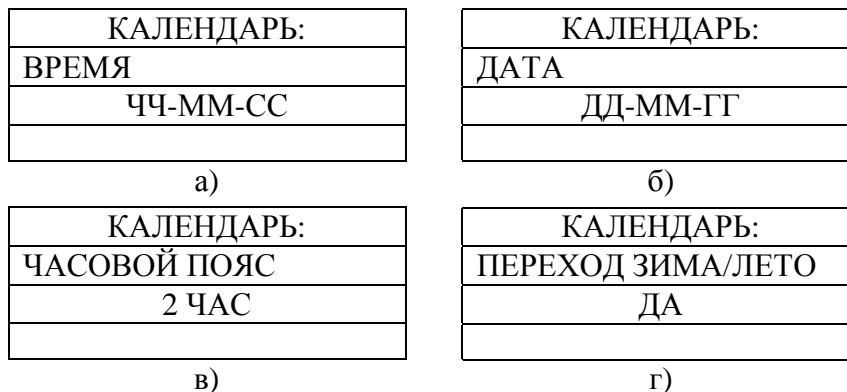 КАЛЕНДАРЬ:
ВРЕМЯ
ЧЧ-ММ-СС
а)
КАЛЕНДАРЬ:
ДАТА
ДД-ММ-ГГ
б)
КАЛЕНДАРЬ:
ЧАСОВОЙ ПОЯС
2 ЧАС
в)
КАЛЕНДАРЬ:
ПЕРЕХОД ЗИМА/ЛЕТО
ДА
г)